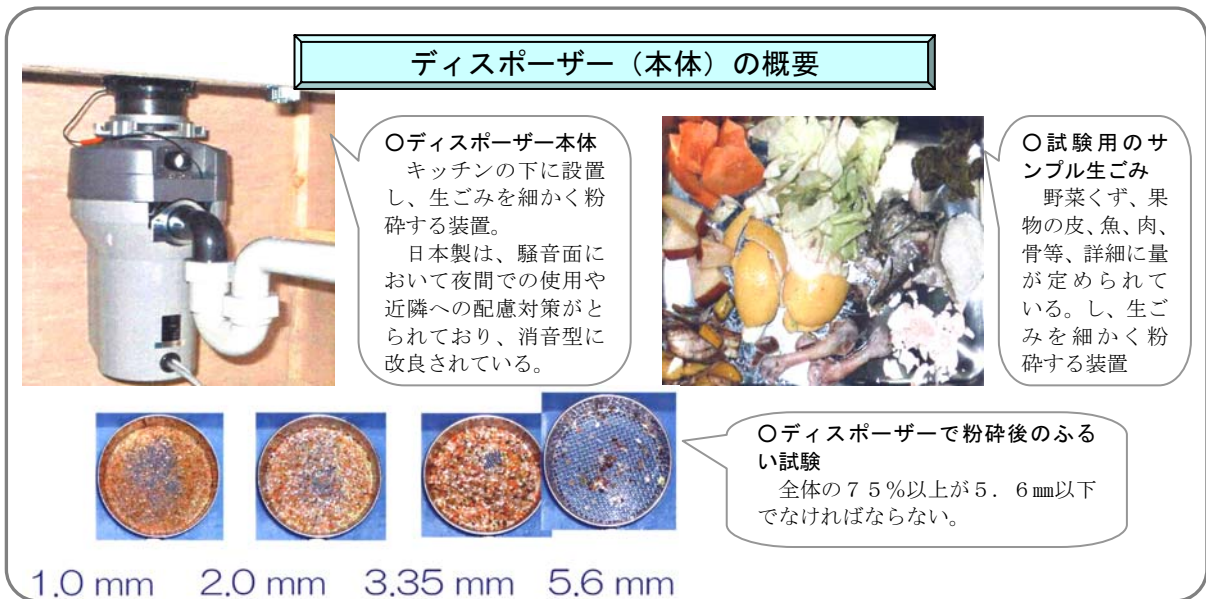 ディスポーザー（本体）の概要
○ディスポーザー本体
キッチンの下に設置
し、生ごみを細かく粉
砕する装置。
日本製は、騒音面に
おいて夜間での使用や
近隣への配慮対策がと
られており、消音型に
改良されている。
○試験用のサ
ンプル生ごみ
野菜くず、果
物の皮、魚、肉、
骨等、詳細に量
が定められて
いる。し、生ご
みを細かく粉
砕する装置
○ディスポーザーで粉砕後のふる
い試験
全体の７５％以上が５．６㎜以下
でなければならない。
1.0 mm 2.0 mm 3.35 mm 5.6 mm